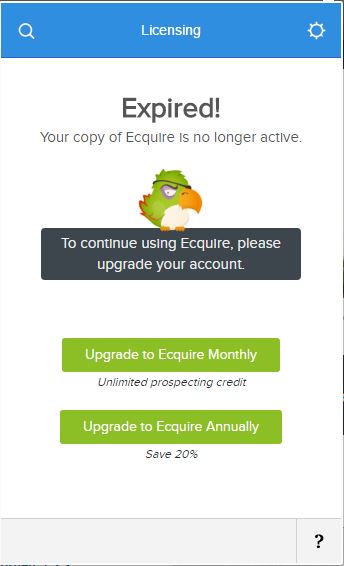 Licensing
Expired!
Your copy of Ecquire is no longer active.
To continue using Ecquire, please
upgrade your account.
Upgrade to Ecquire Monthly
Unlimited prospecting credit
Upgrade to Ecquire Annually
Save 20%
?